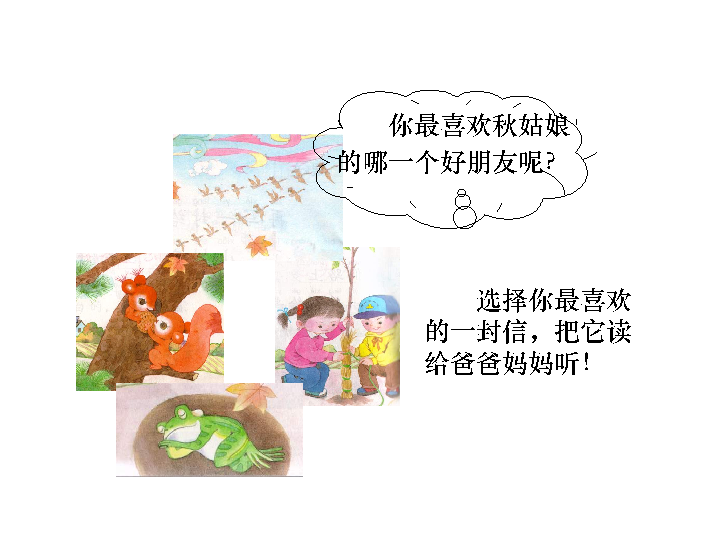 你最喜欢秋姑娘
的哪一个好朋友呢？
选择你最喜欢
的一封信，把它读
给爸爸妈妈听！